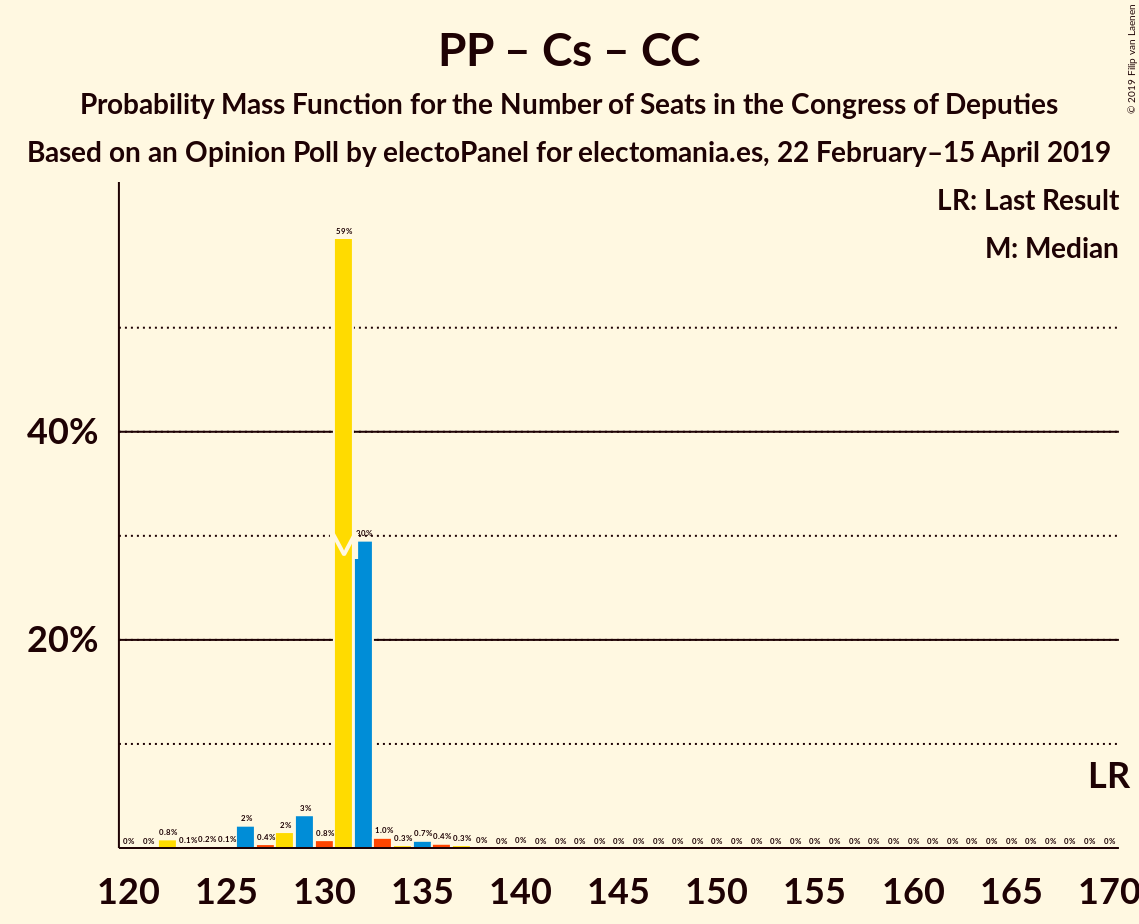 © 2019 Filip van Laenen
PP – Cs – CC
Probability Mass Function for the Number of Seats in the Congress of Deputies
Based on an Opinion Poll by electoPanel for electomania.es, 22 February–15 April 2019
LR: Last Result
M: Median
40%
20%
0% 0% 0.8% 0.1% 0.2% 0.1% 2% 0.4% 2% 3% 0.8% 59% 30% 1.0% 0.3% 0.7% 0.4% 0.3% 0% 0% 0% 0% 0% 0% 0% 0% 0% 0% 0% 0% 0% 0% 0% 0% 0% 0% 0% 0% 0% 0% 0% 0% 0% 0% 0% 0% 0% 0% 0% 0% 0%
M
LR
120 125 130 135 140 145 150 155 160 165 170